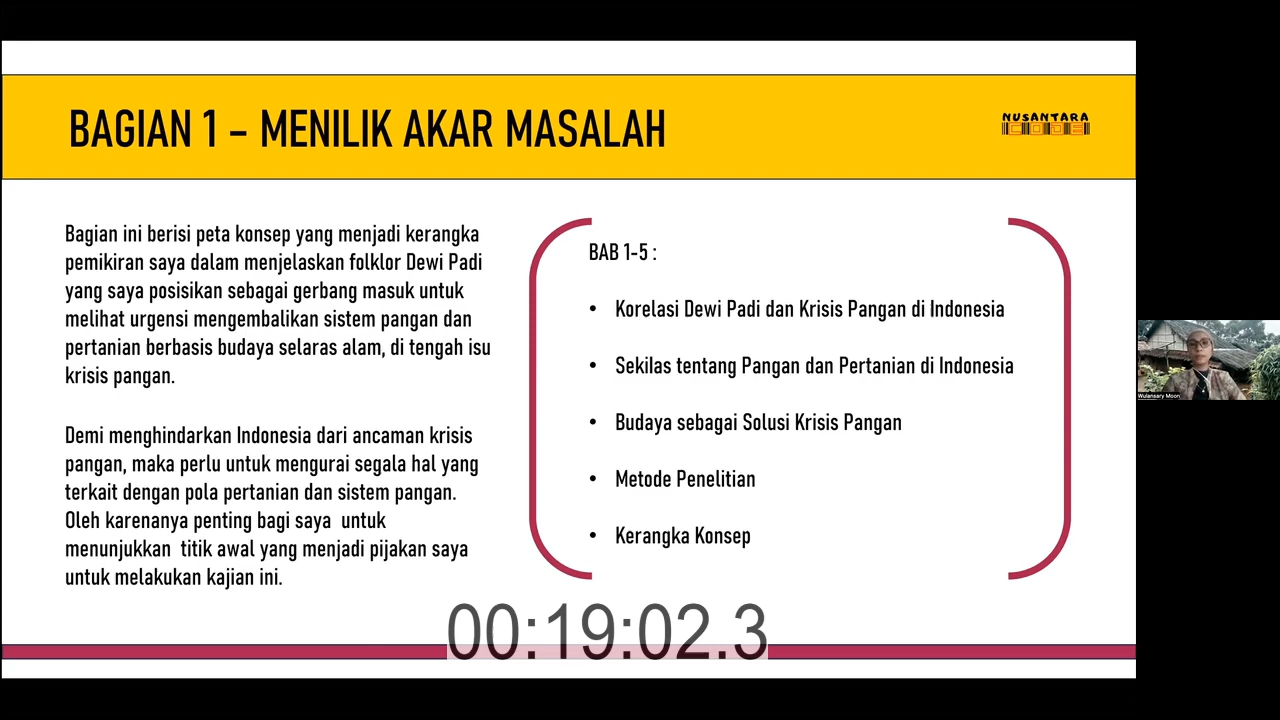 BAGIAN 1 – MENILIK AKAR MASALAH
NUSANTARA
CODE
Bagian ini berisi peta konsep yang menjadi kerangka
pemikiran saya dalam menjelaskan folklor Dewi Padi
yang saya posisikan sebagai gerbang masuk untuk
melihat urgensi mengembalikan sistem pangan dan
pertanian berbasis budaya selaras alam, di tengah isu
krisis pangan.
Demi menghindarkan Indonesia dari ancaman krisis
pangan, maka perlu untuk mengurai segala hal yang
terkait dengan pola pertanian dan sistem pangan.
Oleh karenanya penting bagi saya untuk
menunjukkan titik awal yang menjadi pijakan saya
untuk melakukan kajian ini.
BAB 1-5 :
• Korelasi Dewi Padi dan Krisis Pangan di Indonesia
• Sekilas tentang Pangan dan Pertanian di Indonesia
• Budaya sebagai Solusi Krisis Pangan
• Metode Penelitian
• Kerangka Konsep
00:19:02.3
Wulansary Moon